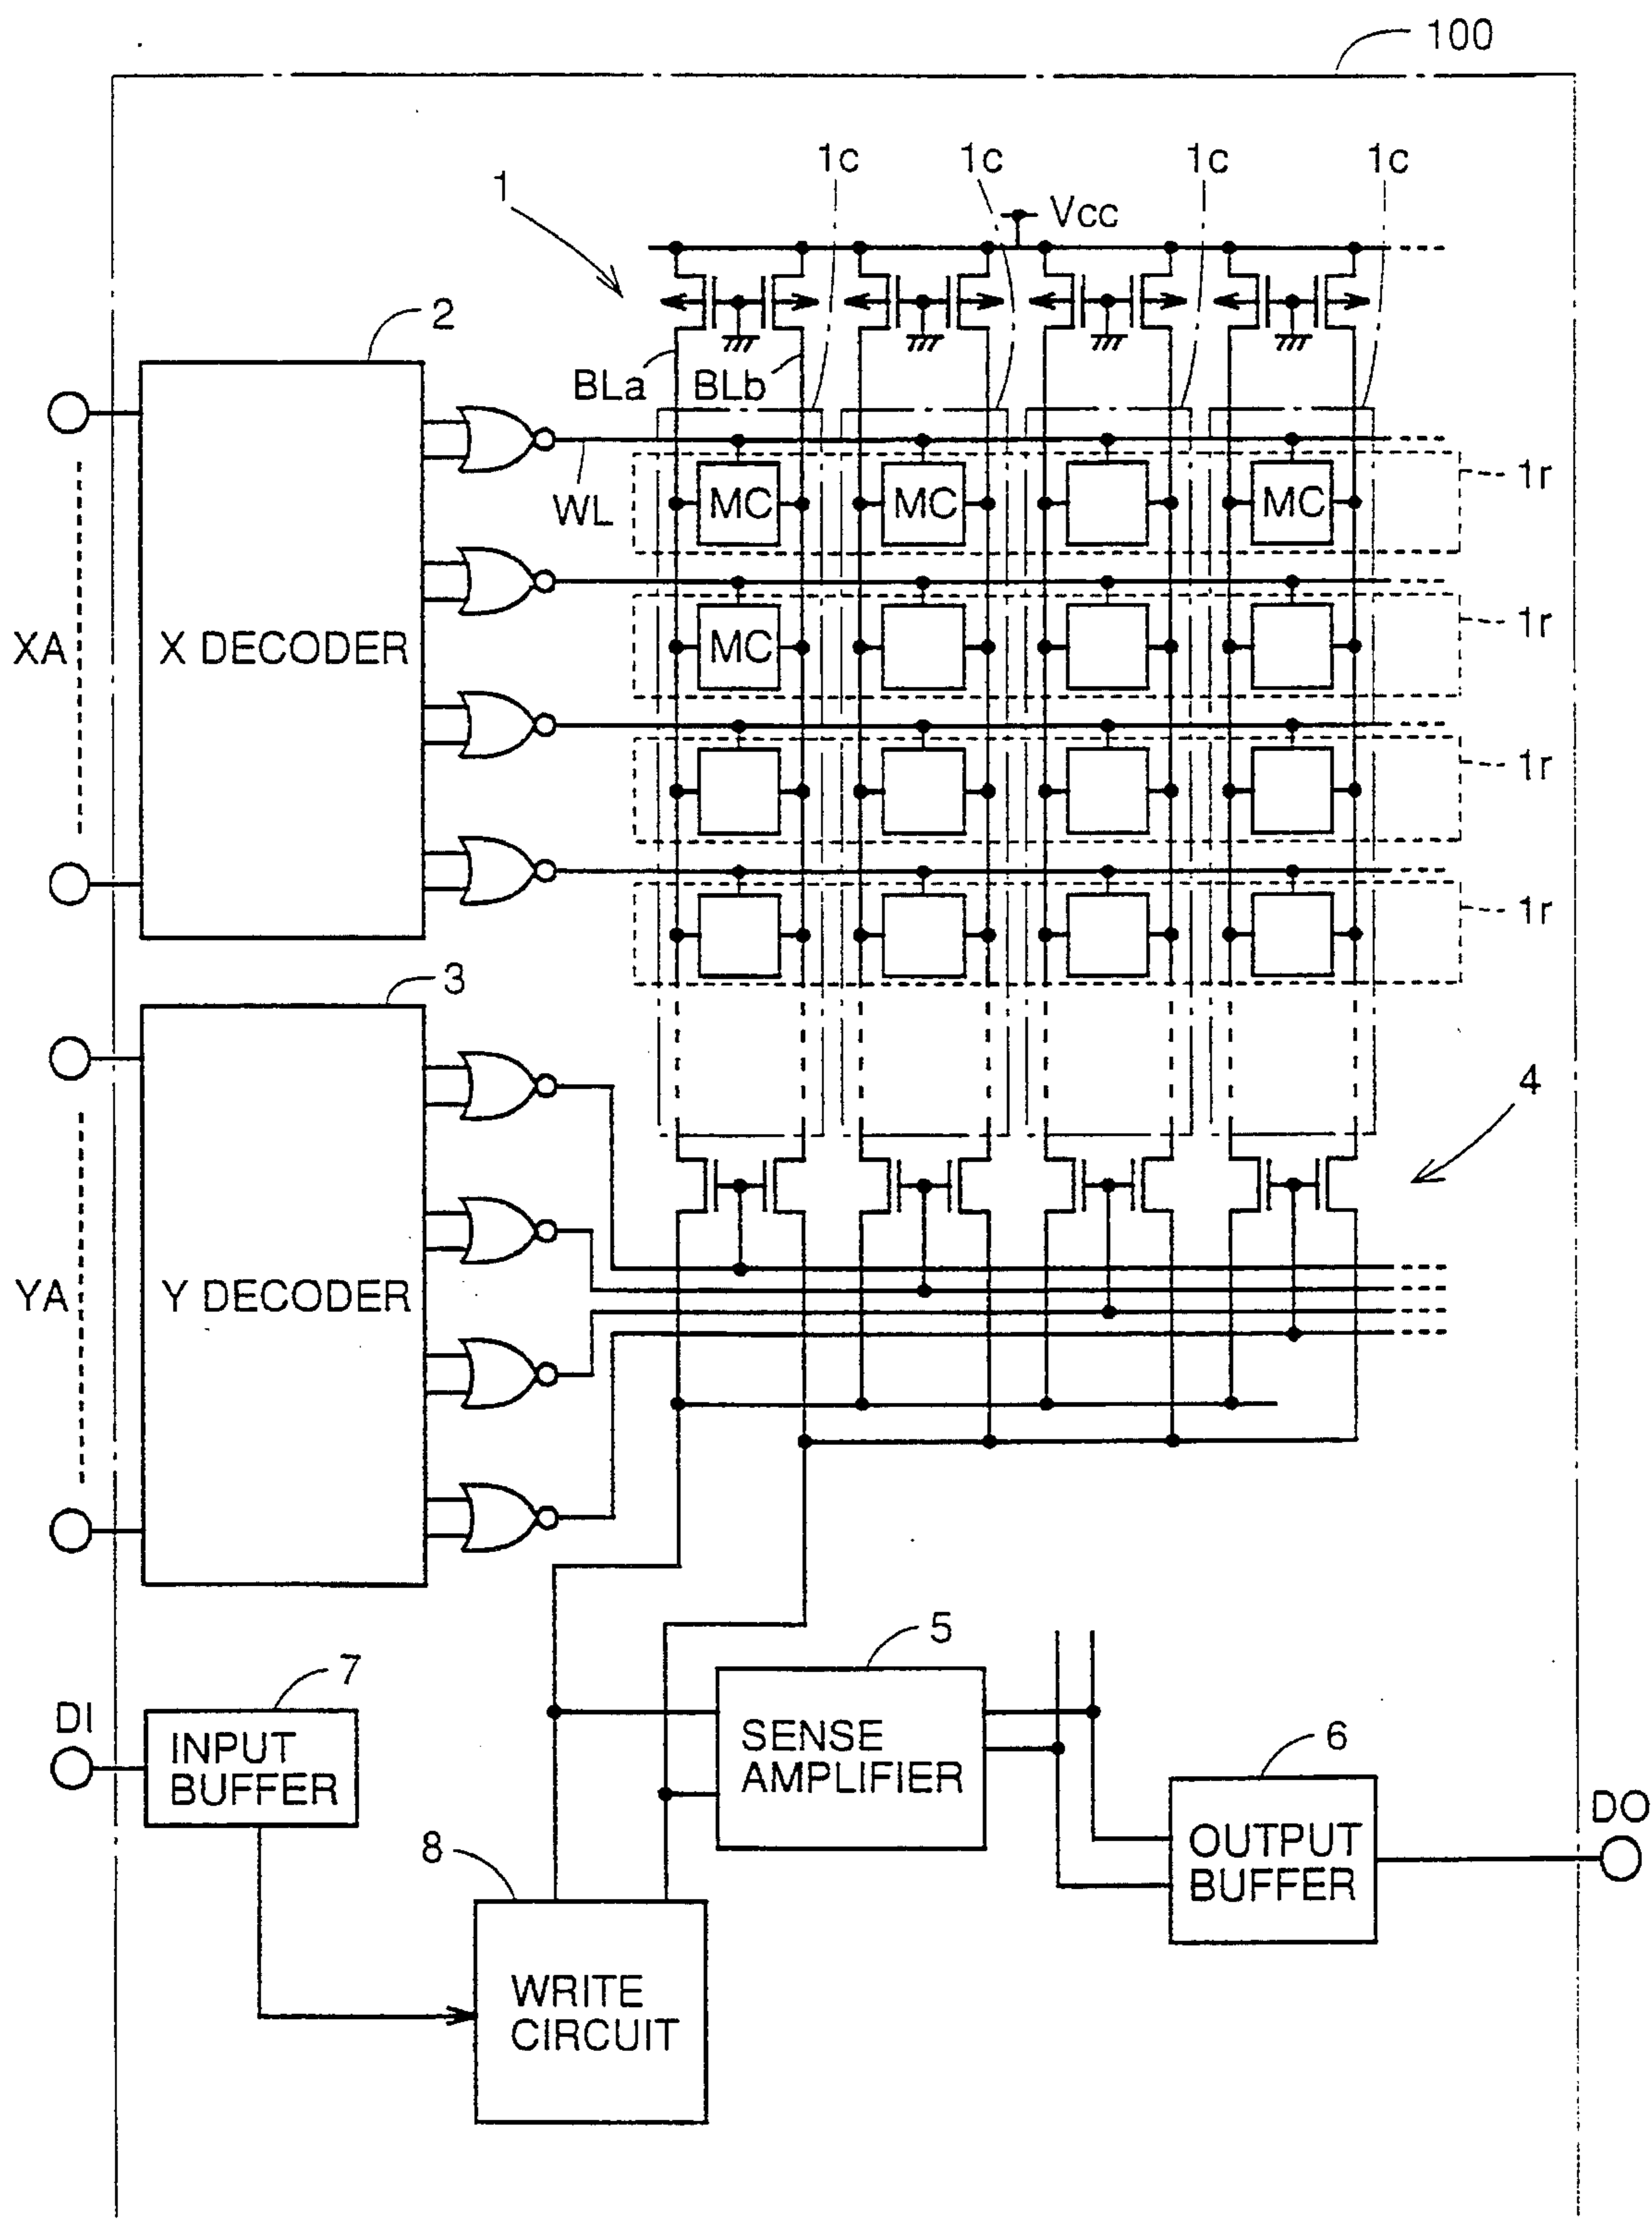 100
1c 1c 1c 1c
1
Vcc
2
BLa BLb
WL
MC MC MC
1r
XA
X DECODER
MC
1r
1r
1r
3
4
YA
Y DECODER
5
7
DI
INPUT
BUFFER
SENSE
AMPLIFIER
6
DO
8
OUTPUT
BUFFER
WRITE
CIRCUIT